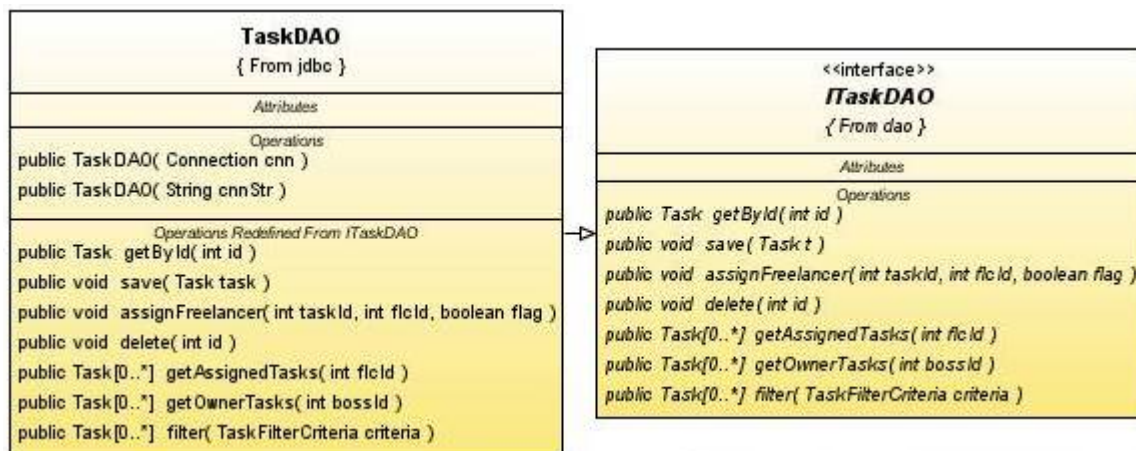 TaskDAO
{ From jdbc }
Attributes
Operations
public TaskDAO( Connection cnn )
public TaskDAO( String cnnStr )
Operations Redefined From ITaskDAO
public Task getById( int id )
public void save( Task task )
public void assignFreelancer( int taskId, int flcId, boolean flag )
public void delete( int id )
public Task[0..*] getAssignedTasks( int flcId )
public Task[0..*] getOwnerTasks( int bossId )
public Task[0..*] filter( TaskFilterCriteria criteria )
<<interface>>
ITaskDAO
{ From dao }
Attributes
Operations
public Task getById( int id )
public void save( Task t )
public void assignFreelancer( int taskId, int flcId, boolean flag )
public void delete( int id )
public Task[0..*] getAssignedTasks( int flcId )
public Task[0..*] getOwnerTasks( int bossId )
public Task[0..*] filter( TaskFilterCriteria criteria )